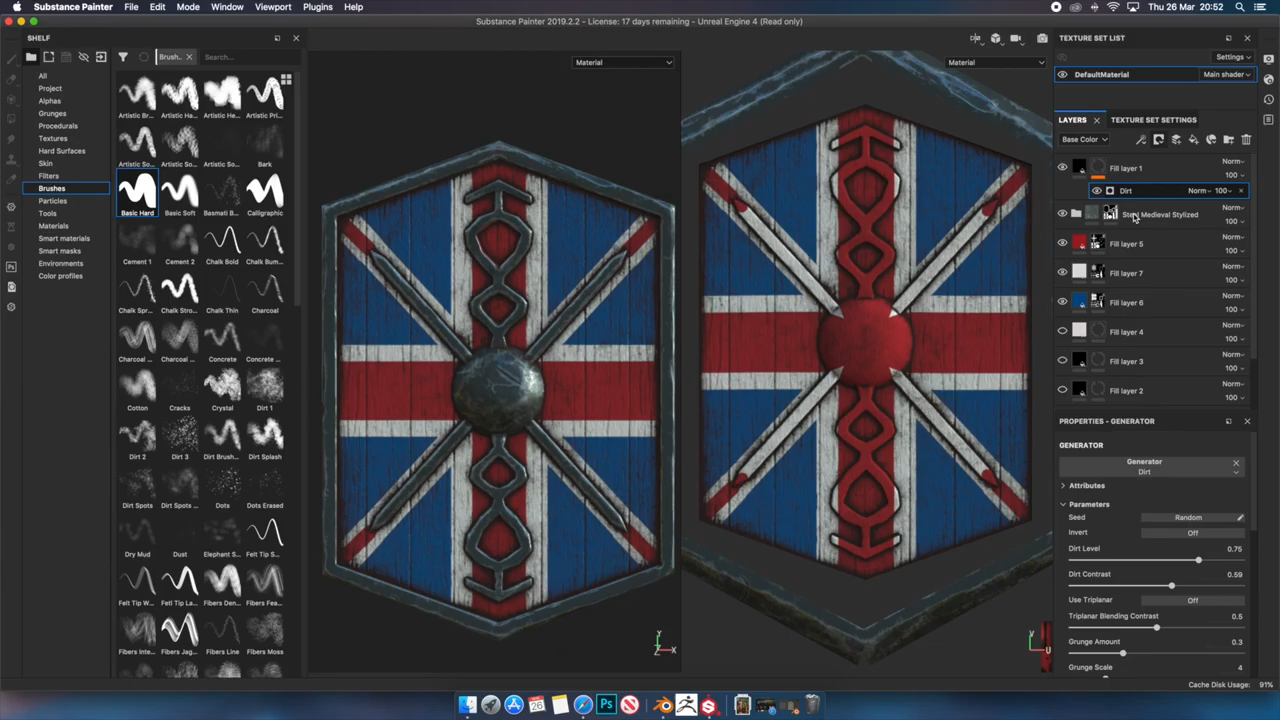 Substance Painter File Edit Mode Window Viewport Plugins Help Thu 26 Mar 20:52
Substance Painter 2019.2.2 - License: 17 days remaining - Unreal Engine 4 (Read only)
SHELF
Brush... Search...
All
Project
Alphas
Grunges
Procedurals
Textures
Hard Surfaces
Skin
Filters
Brushes
Particles
Tools
Materials
Smart materials
Smart masks
Environments
Color profiles
Artistic Br... Artistic Ha... Artistic He... Artistic Pri...
Artistic So... Artistic So... Artistic So... Bark
Basic Hard Basic Soft Basmati B... Calligraphic
Cement 1 Cement 2 Chalk Bold Chalk Bum...
Chalk Spr... Chalk Stro... Chalk Thin Charcoal
Charcoal ... Charcoal ... Concrete Concrete ...
Cotton Cracks Crystal Dirt 1
Dirt 2 Dirt 3 Dirt Brush... Dirt Splash
Dirt Spots Dirt Spots ... Dots Dots Erased
Dry Mud Dust Elephant S... Felt Tip S...
Felt Tip W... Fetl Tip La... Fibers Den... Fibers Fea...
Fibers Inte... Fibers Jag... Fibers Line Fibers Moss
Material
Material
Y
Z X
V
U
TEXTURE SET LIST
Settings
DefaultMaterial Main shader
LAYERS TEXTURE SET SETTINGS
Base Color
Fill layer 1 Norm
100
Dirt Norm 100
Medieval Stylized Norm
100
Fill layer 5 Norm
100
Fill layer 7 Norm
100
Fill layer 6 Norm
100
Fill layer 4 Norm
100
Fill layer 3 Norm
100
Fill layer 2 Norm
100
PROPERTIES - GENERATOR
GENERATOR
Generator
Dirt
Attributes
Parameters
Seed Random
Invert Off
Dirt Level 0.75
Dirt Contrast 0.59
Use Triplanar Off
Triplanar Blending Contrast 0.5
Grunge Amount 0.3
Grunge Scale 4
Cache Disk Usage: 91%
26
Ps